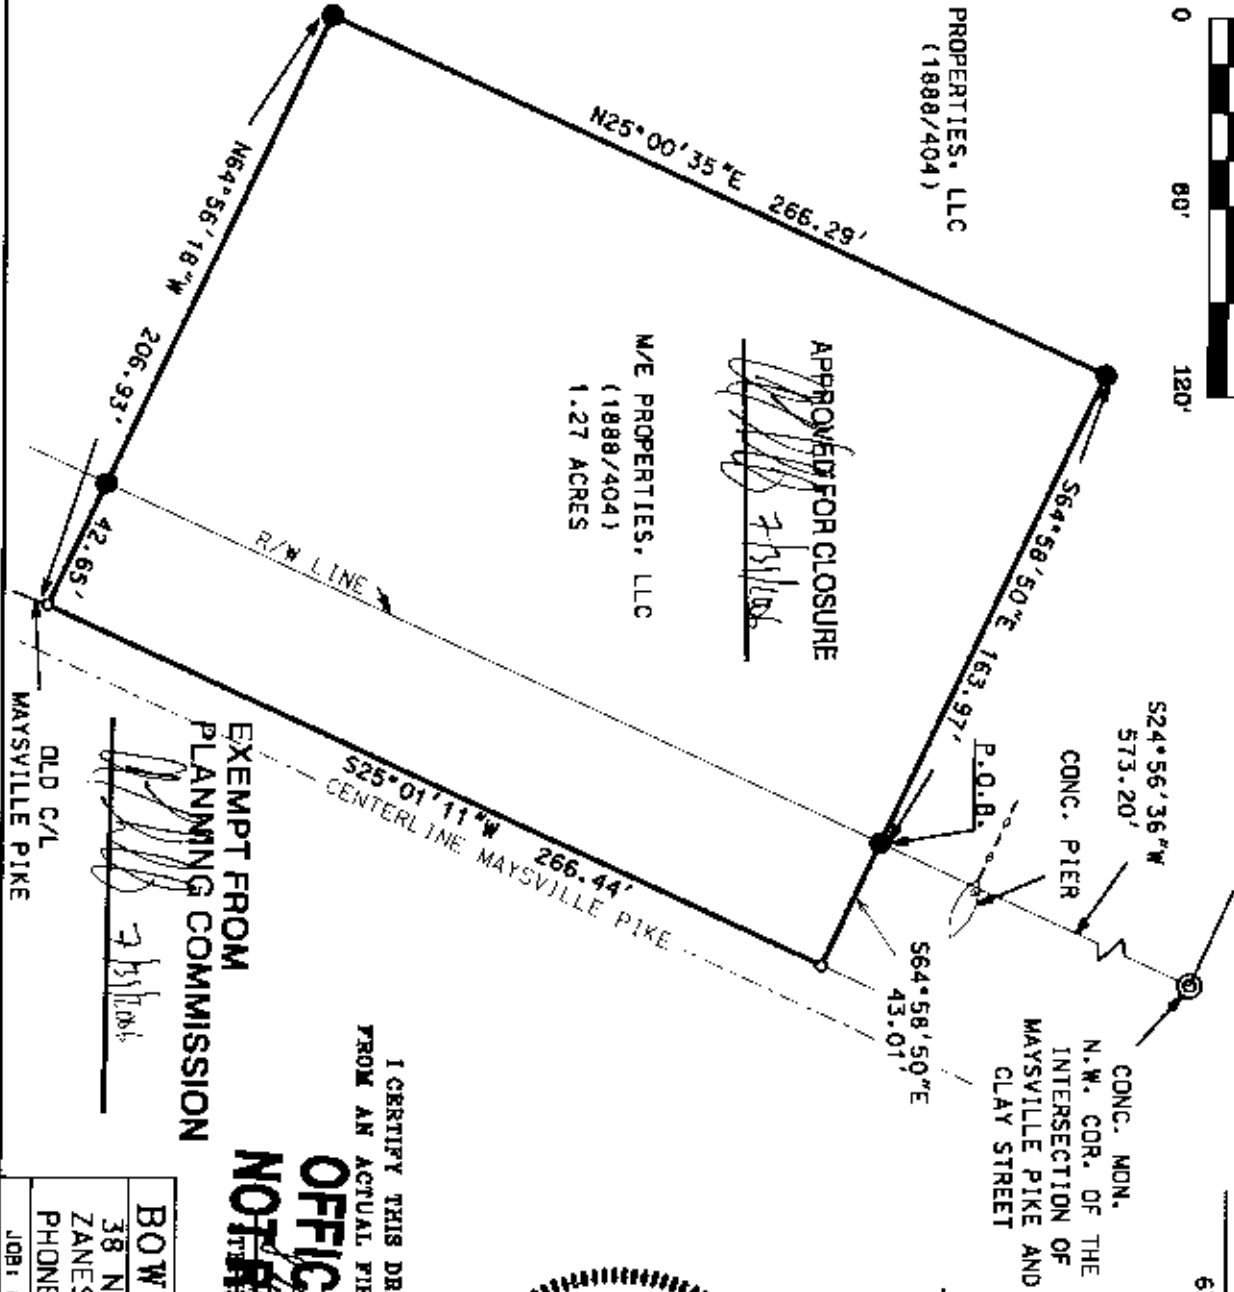 0
60'
120'
PROPERTIES, LLC
(1888/404)
N25°00'35"E 266.29'
N64°56'18"W 206.93'
42.65'
S64°58'50"E 163.97'
APPROVED FOR CLOSURE
M/E PROPERTIES, LLC
(1888/404)
1.27 ACRES
R/W LINE
S25°01'11"W 266.44'
CENTERLINE MAYSVILLE PIKE
OLD C/L
MAYSVILLE PIKE
P.O.B.
CONC. PIER
S24°56'36"W
573.20'
S64°58'50"E
43.01'
CONC. MON.
N.W. COR. OF THE
INTERSECTION OF
MAYSVILLE PIKE AND
CLAY STREET
EXEMPT FROM
PLANNING COMMISSION
I CERTIFY THIS DR
FROM AN ACTUAL FIE
OFFIC
NOT
BOW
38 N
ZANES
PHONE
JOB:
6